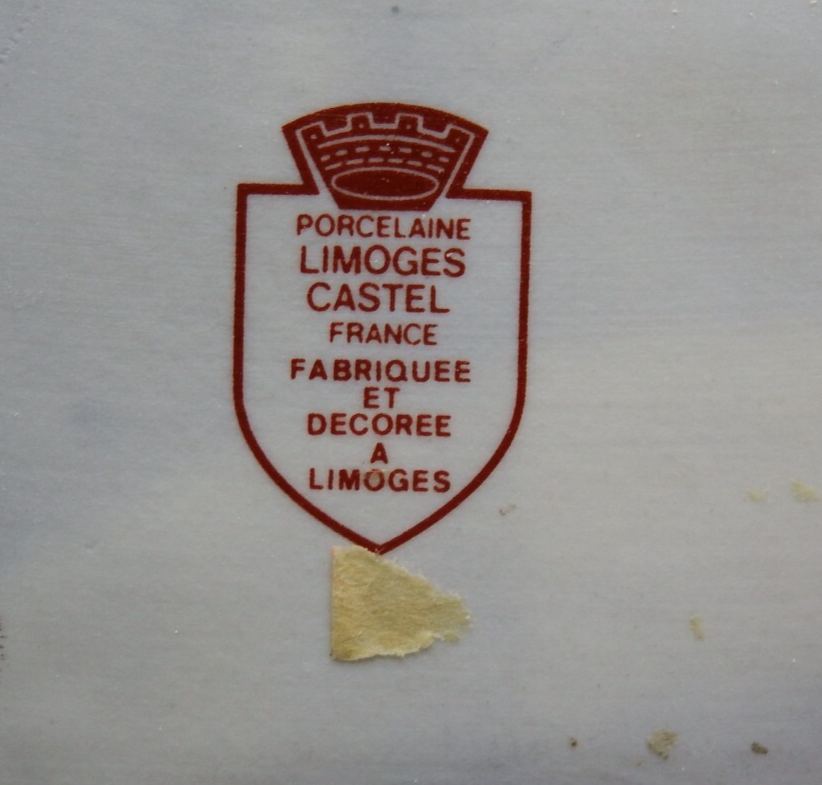 PORCELAINE
LIMOGES
CASTEL
FRANCE
FABRIQUEE
ET
DECOREE
A
LIMOGES